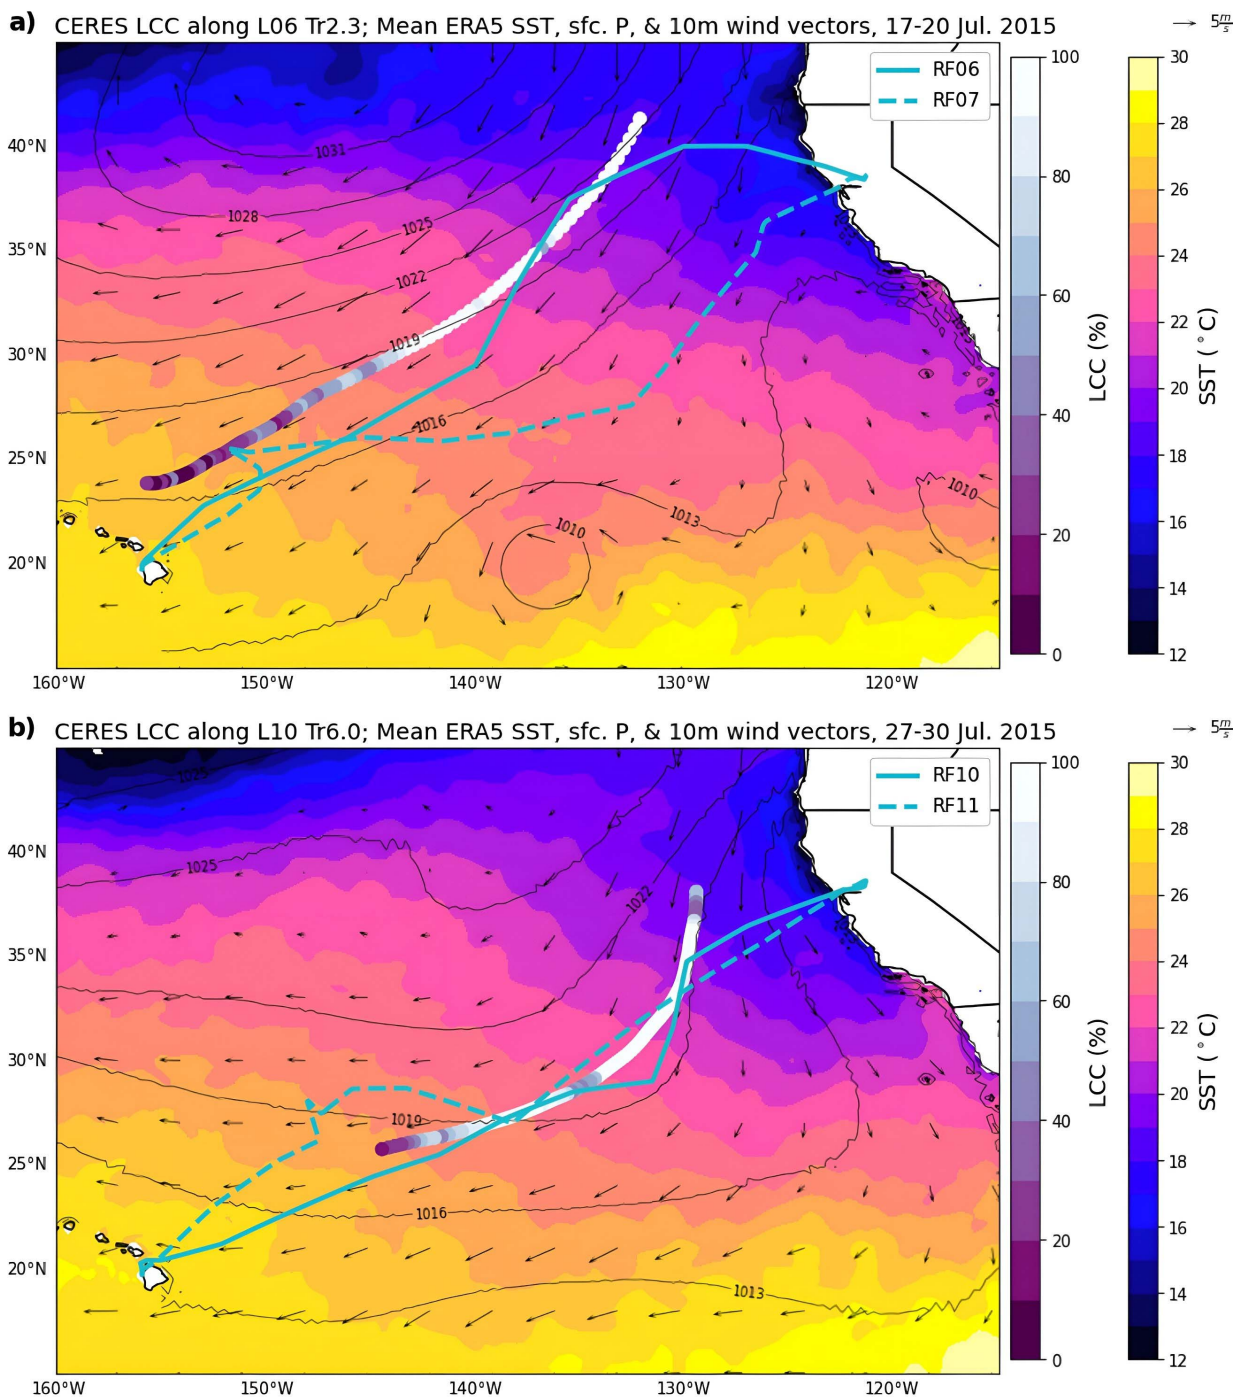 a) CERES LCC along L06 Tr2.3; Mean ERA5 SST, sfc. P, & 10m wind vectors, 17-20 Jul. 2015
5 m/s
RF06
RF07
1031
1028
1025
1022
1019
1016
1013
1010
1010
40°N
35°N
30°N
25°N
20°N
160°W 150°W 140°W 130°W 120°W
100
80
60
40
20
0
LCC (%)
30
28
26
24
22
20
18
16
14
12
SST (°C)
b) CERES LCC along L10 Tr6.0; Mean ERA5 SST, sfc. P, & 10m wind vectors, 27-30 Jul. 2015
5 m/s
RF10
RF11
1025
1025
1022
1019
1016
1013
40°N
35°N
30°N
25°N
20°N
160°W 150°W 140°W 130°W 120°W
100
80
60
40
20
0
LCC (%)
30
28
26
24
22
20
18
16
14
12
SST (°C)